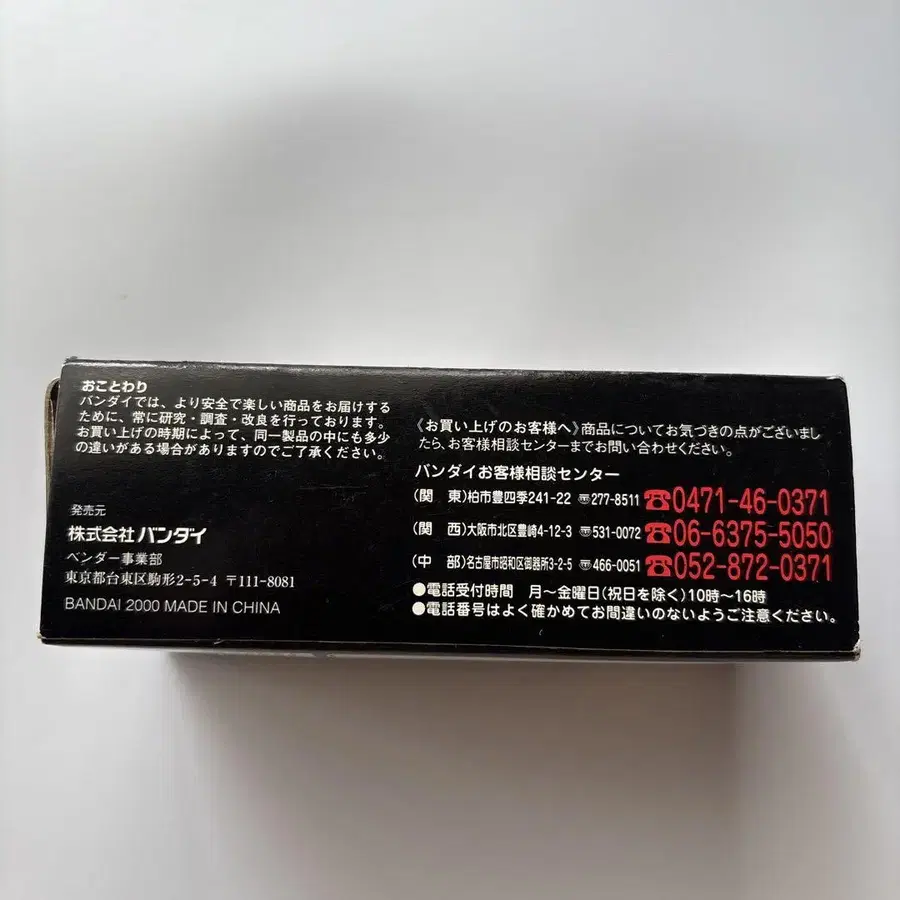 おことわり
バンダイでは、より安全で楽しい商品をお届けする
ために、常に研究・調査・改良を行っております。
お買い上げの時期によって、同一製品の中にも多少
の違いがある場合がありますのでご了承ください。
発売元
株式会社 バンダイ
ベンダー事業部
東京都台東区駒形2-5-4 〒111-8081
BANDAI 2000 MADE IN CHINA
《お買い上げのお客様へ》商品についてお気づきの点がございまし
たら、お客様相談センターまでお問い合わせください。
バンダイお客様相談センター
(関 東)柏市豊四季241-22 〒277-8511 ☎0471-46-0371
(関 西)大阪市北区豊崎4-12-3 〒531-0072 ☎06-6375-5050
(中 部)名古屋市昭和区御器所3-2-5 〒466-0051 ☎052-872-0371
●電話受付時間 月～金曜日(祝日を除く)10時～16時
●電話番号はよく確かめてお間違いのないようご注意ください。